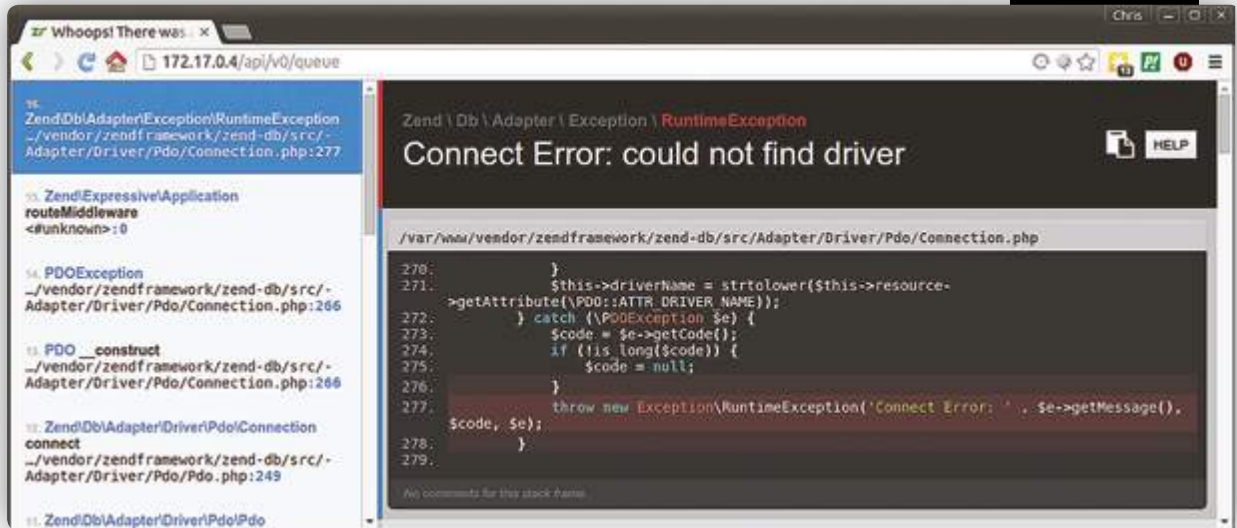 Chris
Whoops! There was
172.17.0.4/api/v0/queue
Zend\Db\Adapter\Exception\RuntimeException
…/vendor/zendframework/zend-db/src/-
Adapter/Driver/Pdo/Connection.php:277
Zend\Expressive\Application
routeMiddleware
<#unknown>:0
14. PDOException
…/vendor/zendframework/zend-db/src/-
Adapter/Driver/Pdo/Connection.php:266
13. PDO __construct
…/vendor/zendframework/zend-db/src/-
Adapter/Driver/Pdo/Connection.php:266
12. Zend\Db\Adapter\Driver\Pdo\Connection
connect
…/vendor/zendframework/zend-db/src/-
Adapter/Driver/Pdo/Pdo.php:249
11. Zend\Db\Adapter\Driver\Pdo\Pdo
Zend \ Db \ Adapter \ Exception \ RuntimeException
Connect Error: could not find driver
HELP
/var/www/vendor/zendframework/zend-db/src/Adapter/Driver/Pdo/Connection.php
270. }
271. $this->driverName = strtolower($this->resource-
>getAttribute(\PDO::ATTR_DRIVER_NAME));
272. } catch (\PDOException $e) {
273. $code = $e->getCode();
274. if (!is_long($code)) {
275. $code = null;
276. }
277. throw new Exception\RuntimeException('Connect Error: ' . $e->getMessage(),
$code, $e);
278. }
279.
No comments for this stack frame.